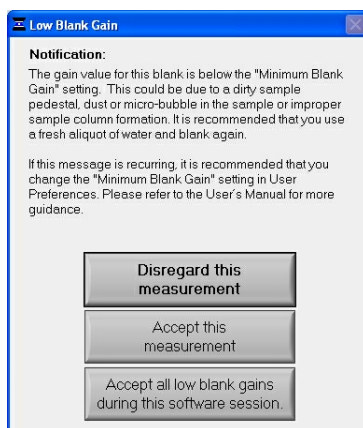 Low Blank Gain
Notification:
The gain value for this blank is below the "Minimum Blank
Gain" setting. This could be due to a dirty sample
pedestal, dust or micro-bubble in the sample or improper
sample column formation. It is recommended that you use
a fresh aliquot of water and blank again.
If this message is recurring, it is recommended that you
change the "Minimum Blank Gain" setting in User
Preferences. Please refer to the User's Manual for more
guidance.
Disregard this
measurement
Accept this
measurement
Accept all low blank gains
during this software session.